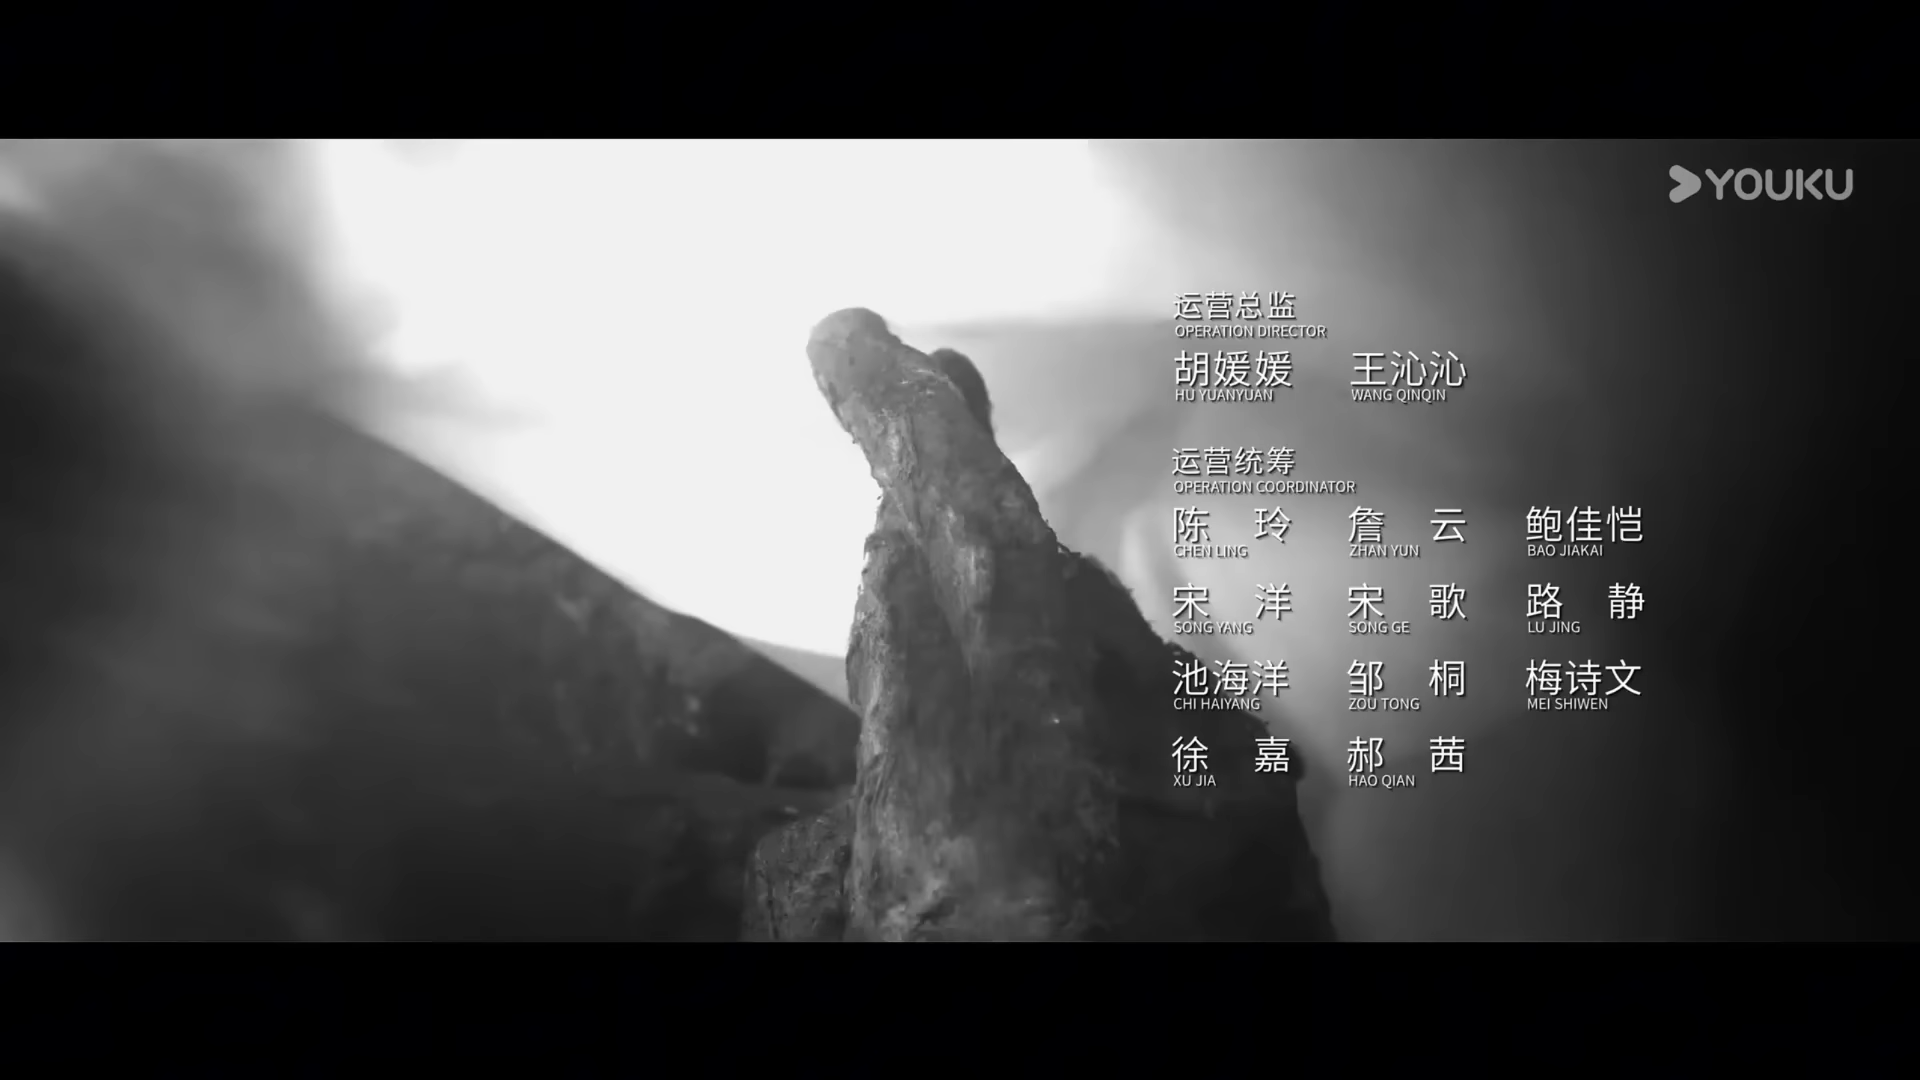 YOUKU
运营总监
OPERATION DIRECTOR
胡媛媛 王沁沁
HU YUANYUAN WANG QINQIN
运营统筹
OPERATION COORDINATOR
陈 玲 詹 云 鲍佳恺
CHEN LING ZHAN YUN BAO JIAKAI
宋 洋 宋 歌 路 静
SONG YANG SONG GE LU JING
池海洋 邹 桐 梅诗文
CHI HAIYANG ZOU TONG MEI SHIWEN
徐 嘉 郝 茜
XU JIA HAO QIAN